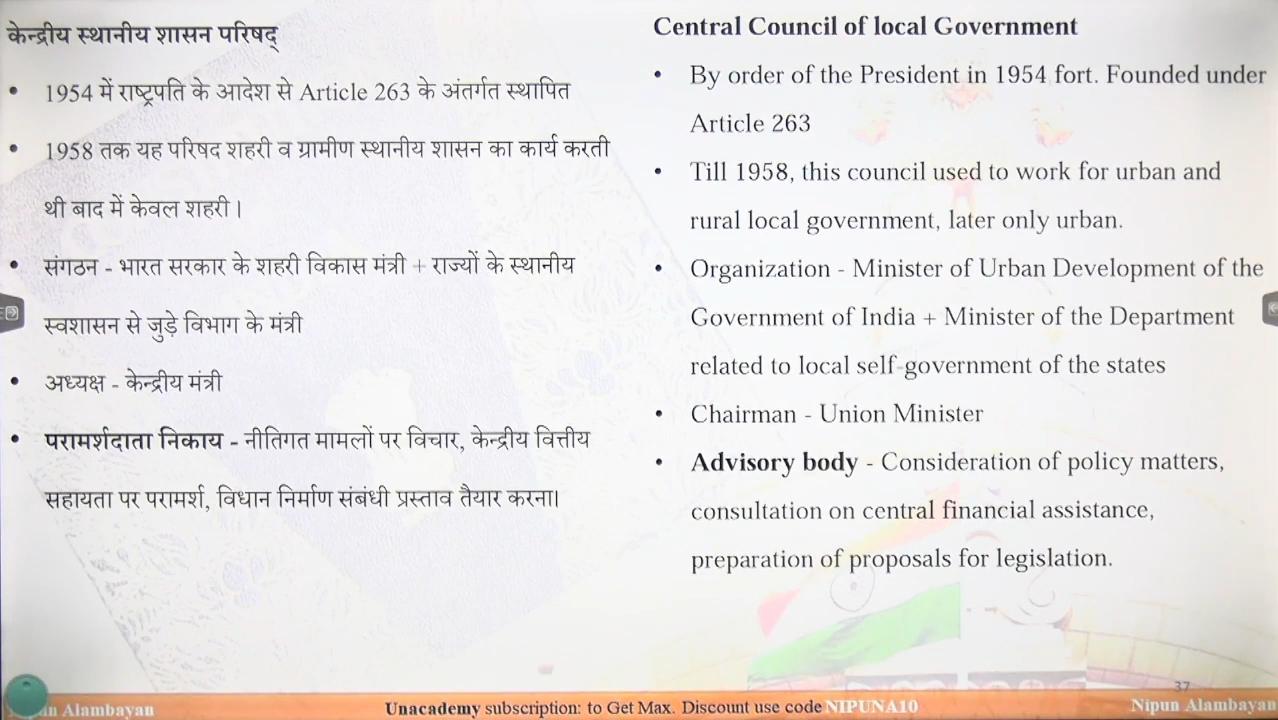 केन्द्रीय स्थानीय शासन परिषद्
• 1954 में राष्ट्रपति के आदेश से Article 263 के अंतर्गत स्थापित
• 1958 तक यह परिषद शहरी व ग्रामीण स्थानीय शासन का कार्य करती
थी बाद में केवल शहरी।
• संगठन - भारत सरकार के शहरी विकास मंत्री + राज्यों के स्थानीय
स्वशासन से जुड़े विभाग के मंत्री
• अध्यक्ष - केन्द्रीय मंत्री
• परामर्शदाता निकाय - नीतिगत मामलों पर विचार, केन्द्रीय वित्तीय
सहायता पर परामर्श, विधान निर्माण संबंधी प्रस्ताव तैयार करना।
Central Council of local Government
• By order of the President in 1954 fort. Founded under
Article 263
• Till 1958, this council used to work for urban and
rural local government, later only urban.
• Organization - Minister of Urban Development of the
Government of India + Minister of the Department
related to local self-government of the states
• Chairman - Union Minister
• Advisory body - Consideration of policy matters,
consultation on central financial assistance,
preparation of proposals for legislation.
37
Alambayan
Unacademy subscription: to Get Max. Discount use code NIPUNA10
Nipun Alambayan